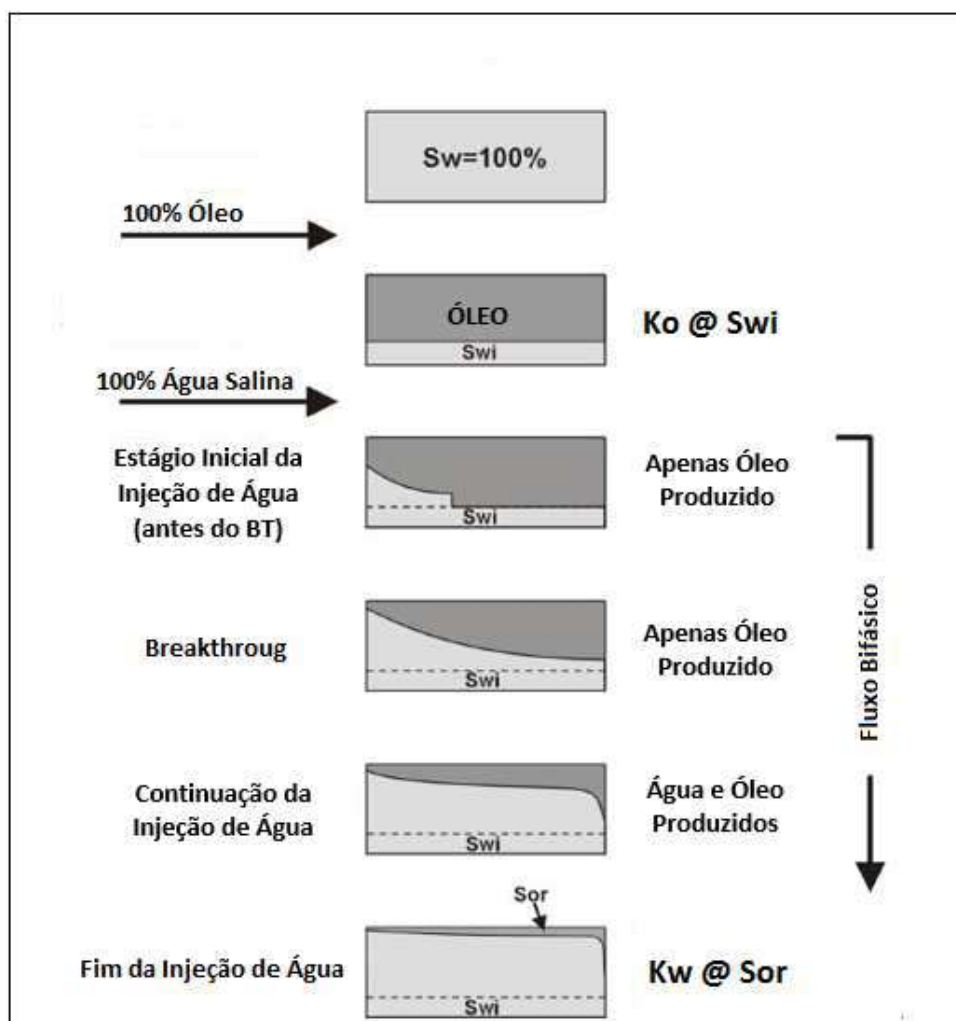 Sw=100%
100% Óleo
ÓLEO
Swi
Ko @ Swi
100% Água Salina
Estágio Inicial da
Injeção de Água
(antes do BT)
Swi
Apenas Óleo
Produzido
Breakthroug
Swi
Apenas Óleo
Produzido
Fluxo Bifásico
Continuação da
Injeção de Água
Swi
Água e Óleo
Produzidos
Sor
Fim da Injeção de Água
Swi
Kw @ Sor